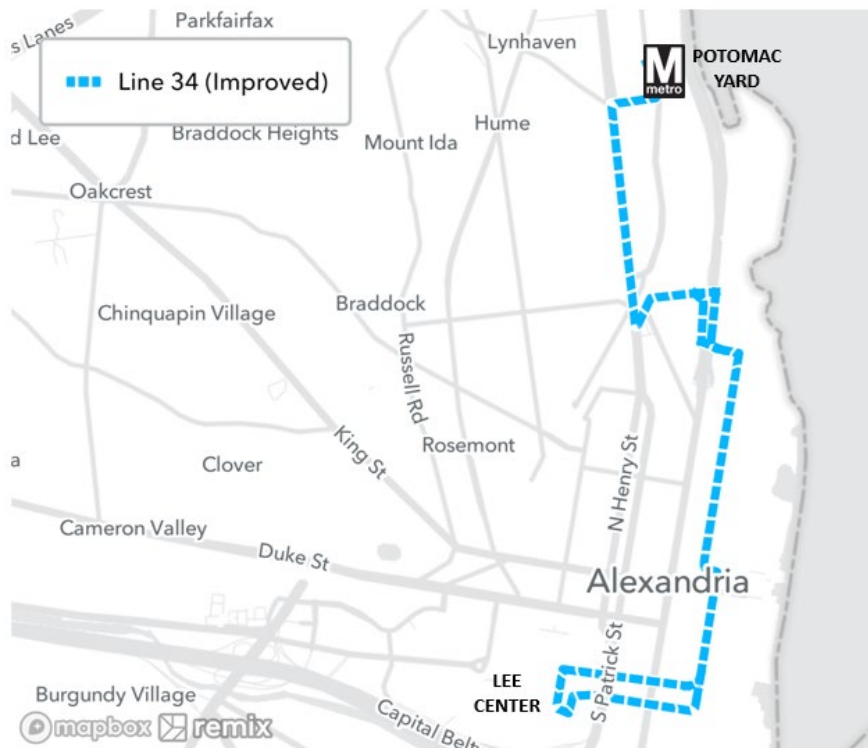 s Lanes
Parkfairfax
Lynhaven
M
metro
POTOMAC
YARD
Line 34 (Improved)
d Lee
Braddock Heights
Mount Ida
Hume
Oakcrest
Chinquapin Village
Braddock
Russell Rd
King St
Rosemont
N Henry St
a
Clover
Cameron Valley
Duke St
Alexandria
S Patrick St
LEE
CENTER
Burgundy Village
Capital Belt
mapbox remix